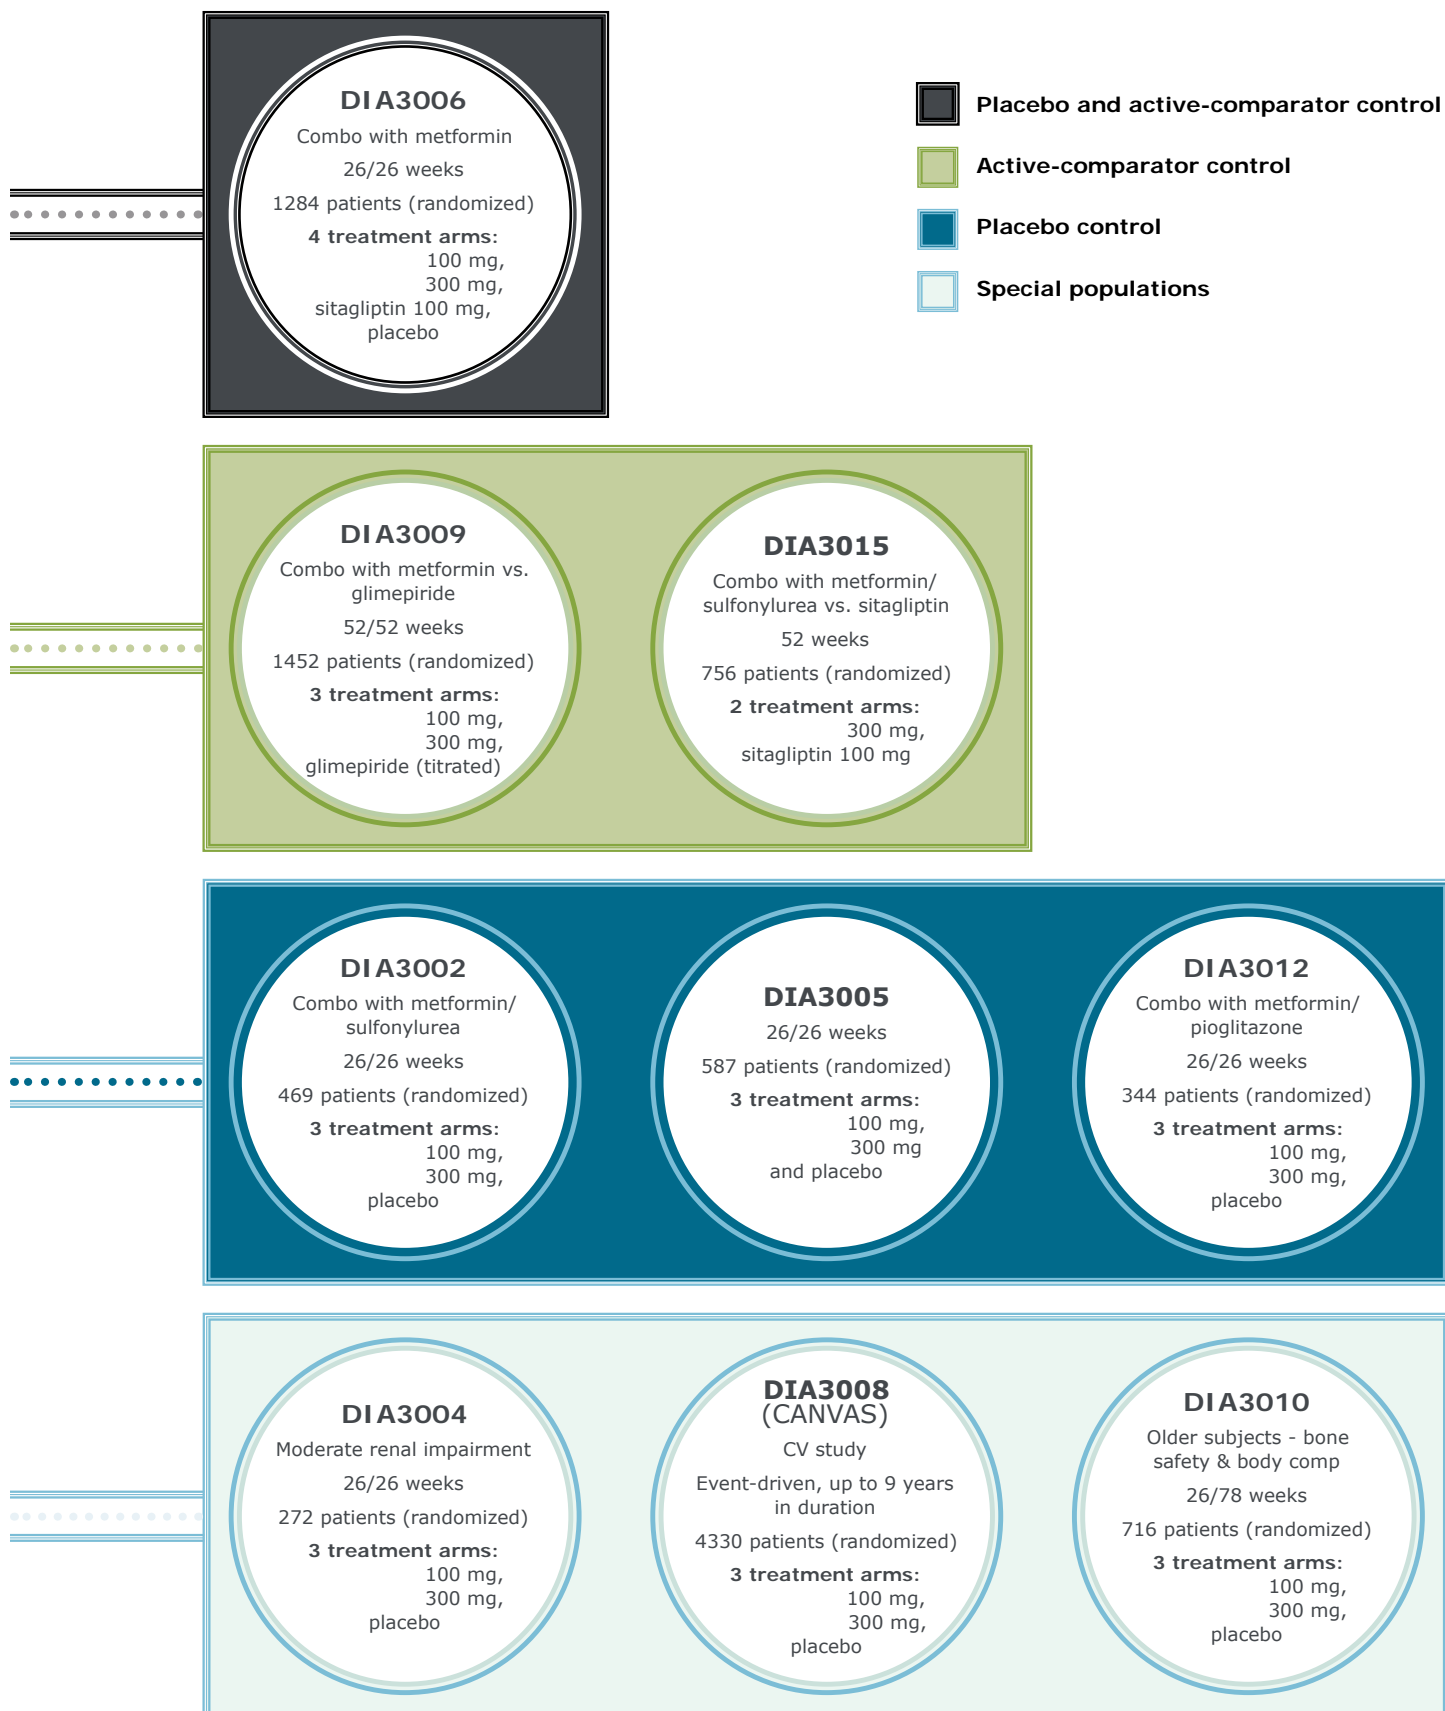 DIA3006
Combo with metformin
26/26 weeks
1284 patients (randomized)
4 treatment arms:
100 mg,
300 mg,
sitagliptin 100 mg,
placebo
Placebo and active-comparator control
Active-comparator control
Placebo control
Special populations
DIA3009
Combo with metformin vs.
glimepiride
52/52 weeks
1452 patients (randomized)
3 treatment arms:
100 mg,
300 mg,
glimepiride (titrated)
DIA3015
Combo with metformin/
sulfonylurea vs. sitagliptin
52 weeks
756 patients (randomized)
2 treatment arms:
300 mg,
sitagliptin 100 mg
DIA3002
Combo with metformin/
sulfonylurea
26/26 weeks
469 patients (randomized)
3 treatment arms:
100 mg,
300 mg,
placebo
DIA3005
26/26 weeks
587 patients (randomized)
3 treatment arms:
100 mg,
300 mg
and placebo
DIA3012
Combo with metformin/
pioglitazone
26/26 weeks
344 patients (randomized)
3 treatment arms:
100 mg,
300 mg,
placebo
DIA3004
Moderate renal impairment
26/26 weeks
272 patients (randomized)
3 treatment arms:
100 mg,
300 mg,
placebo
DIA3008
(CANVAS)
CV study
Event-driven, up to 9 years
in duration
4330 patients (randomized)
3 treatment arms:
100 mg,
300 mg,
placebo
DIA3010
Older subjects - bone
safety & body comp
26/78 weeks
716 patients (randomized)
3 treatment arms:
100 mg,
300 mg,
placebo